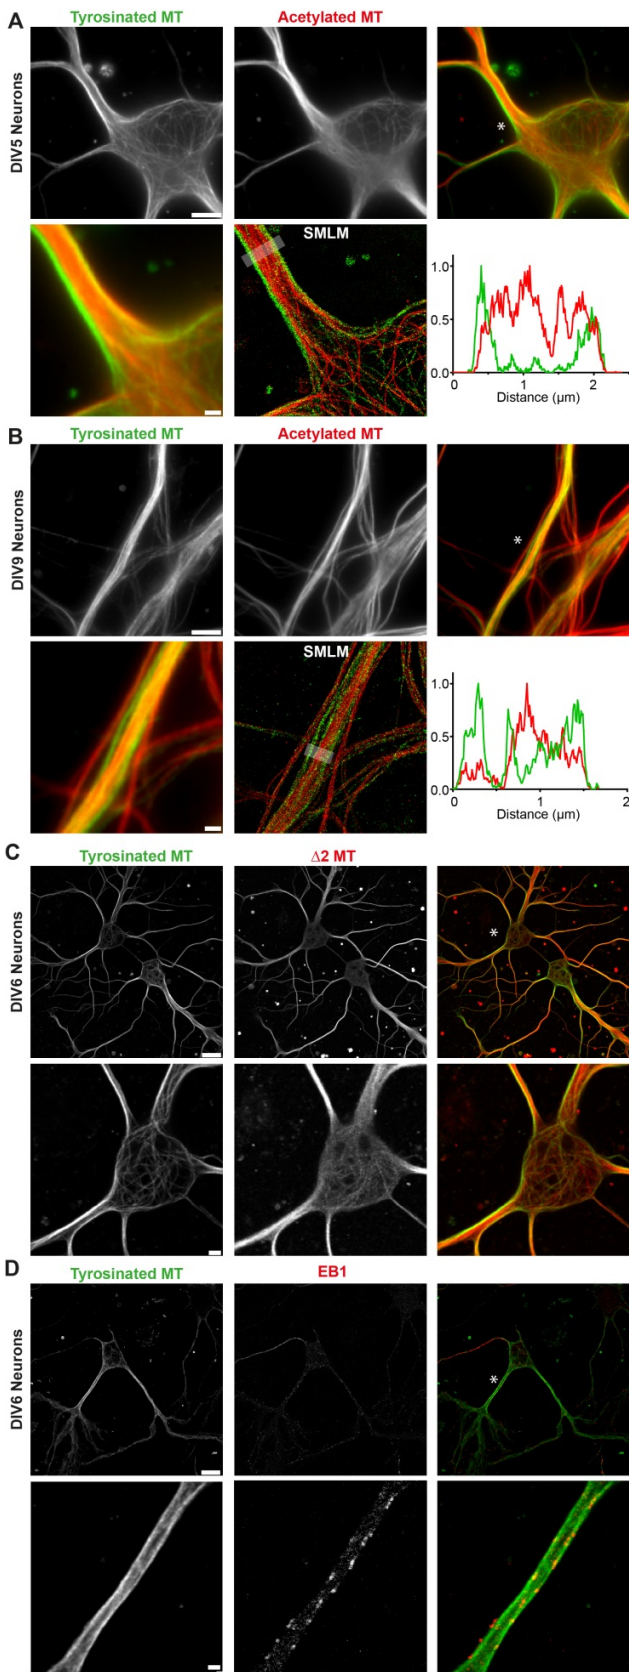 A
Tyrosinated MT
Acetylated MT
DIV5 Neurons
*
SMLM
1.0
0.5
0.0
0
1
2
Distance (µm)
B
Tyrosinated MT
Acetylated MT
DIV9 Neurons
*
SMLM
1.0
0.5
0.0
0
1
2
Distance (µm)
C
Tyrosinated MT
Δ2 MT
DIV6 Neurons
*
D
Tyrosinated MT
EB1
DIV6 Neurons
*